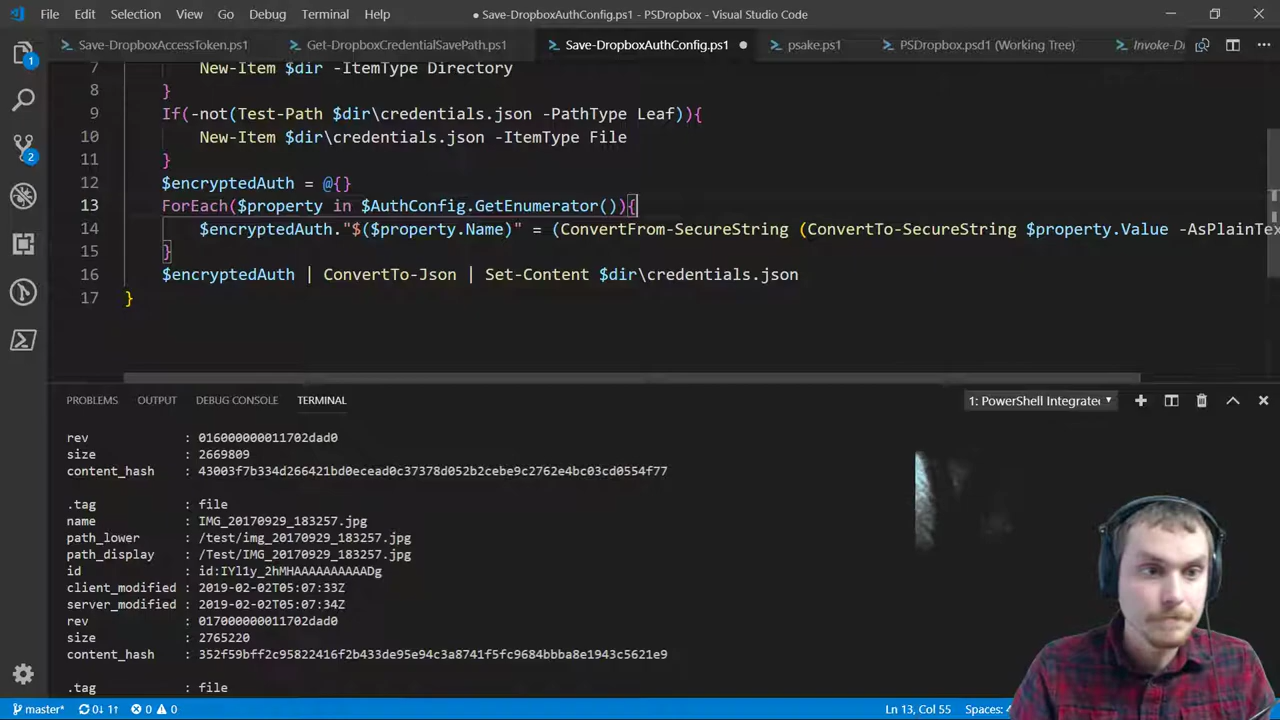 File Edit Selection View Go Debug Terminal Help
● Save-DropboxAuthConfig.ps1 - PSDropbox - Visual Studio Code
Save-DropboxAccessToken.ps1 Get-DropboxCredentialSavePath.ps1 Save-DropboxAuthConfig.ps1 ● psake.ps1 PSDropbox.psd1 (Working Tree) Invoke-Di
7 New-Item $dir -ItemType Directory
8 }
9 If(-not(Test-Path $dir\credentials.json -PathType Leaf)){
10 New-Item $dir\credentials.json -ItemType File
11 }
12 $encryptedAuth = @{}
13 ForEach($property in $AuthConfig.GetEnumerator()){
14 $encryptedAuth."$($property.Name)" = (ConvertFrom-SecureString (ConvertTo-SecureString $property.Value -AsPlainTex
15 }
16 $encryptedAuth | ConvertTo-Json | Set-Content $dir\credentials.json
17 }
1
2
PROBLEMS OUTPUT DEBUG CONSOLE TERMINAL
1: PowerShell Integrate
rev : 016000000011702dad0
size : 2669809
content_hash : 43003f7b334d266421bd0ecead0c37378d052b2cebe9c2762e4bc03cd0554f77
.tag : file
name : IMG_20170929_183257.jpg
path_lower : /test/img_20170929_183257.jpg
path_display : /Test/IMG_20170929_183257.jpg
id : id:IYl1y_2hMHAAAAAAAAAADg
client_modified : 2019-02-02T05:07:33Z
server_modified : 2019-02-02T05:07:34Z
rev : 017000000011702dad0
size : 2765220
content_hash : 352f59bff2c95822416f2b433de95e94c3a8741f5fc9684bbba8e1943c5621e9
.tag : file
master* 0↓ 1↑ 0 0
Ln 13, Col 55 Spaces: